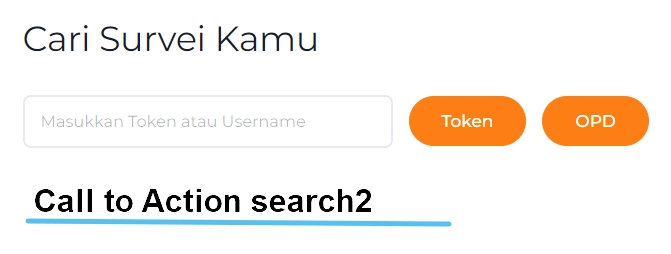 Cari Survei Kamu
Masukkan Token atau Username Token OPD
Call to Action search2